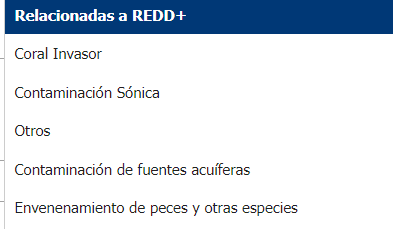 Relacionadas a REDD+
Coral Invasor
Contaminación Sónica
Otros
Contaminación de fuentes acuíferas
Envenenamiento de peces y otras especies